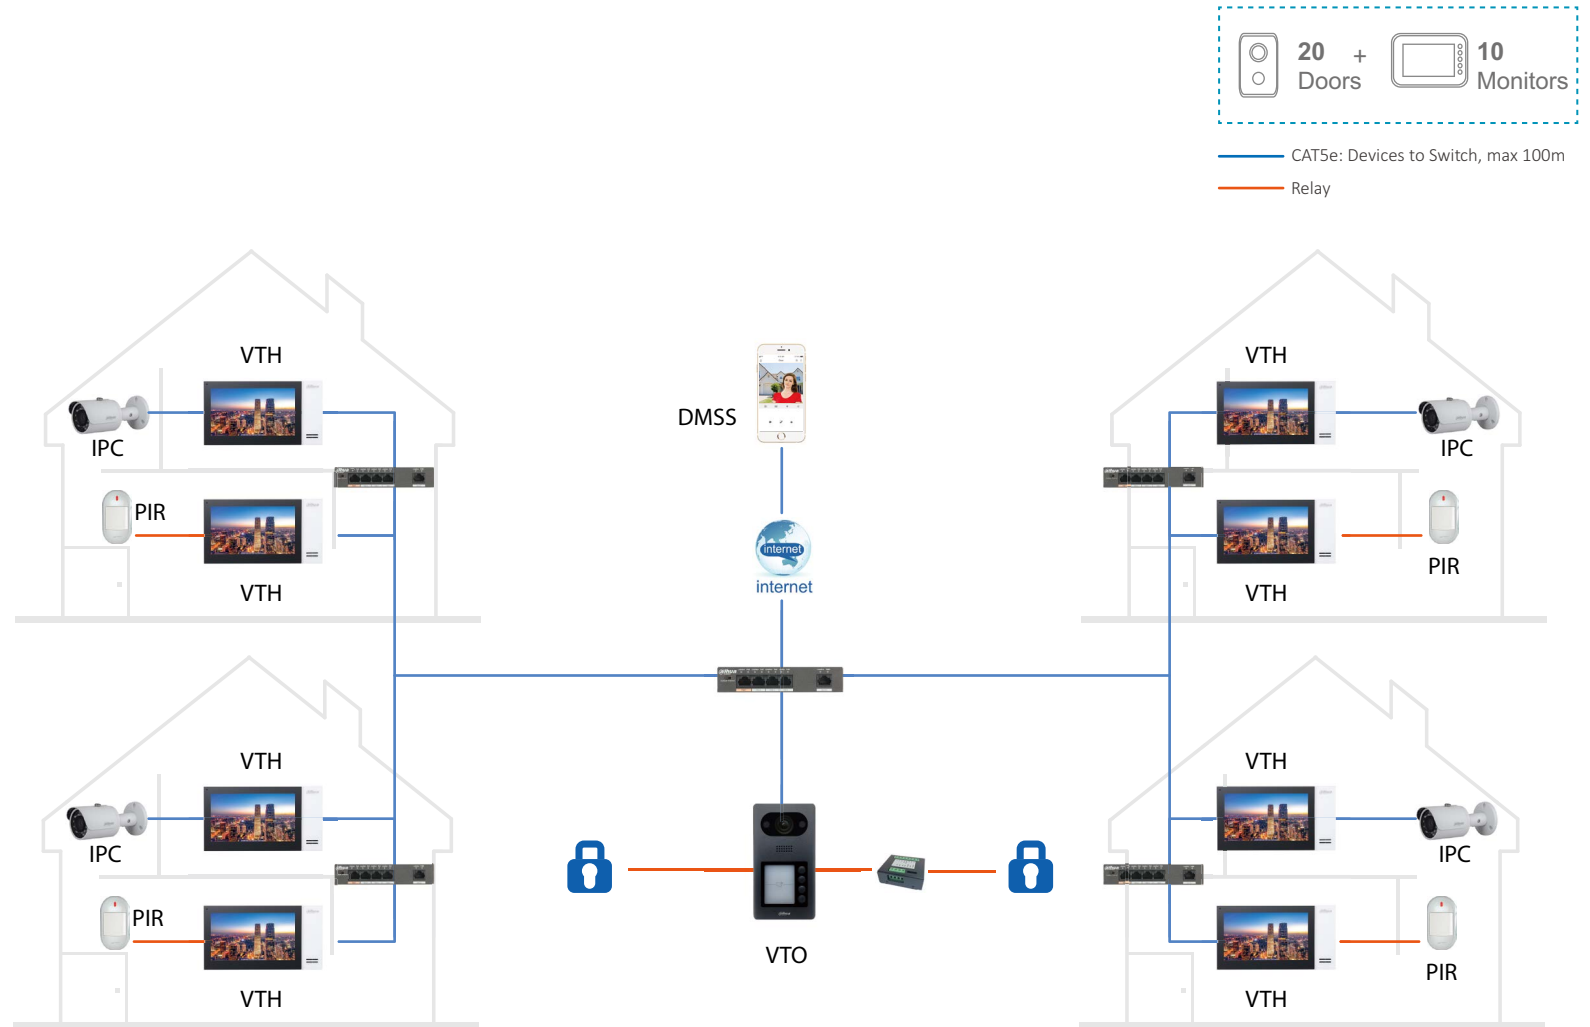 20 + 10
Doors Monitors
CAT5e: Devices to Switch, max 100m
Relay
VTH
IPC
PIR
VTH
DMSS
internet
internet
VTH
IPC
PIR
VTH
VTH
IPC
PIR
VTH
VTO
VTH
IPC
PIR
VTH